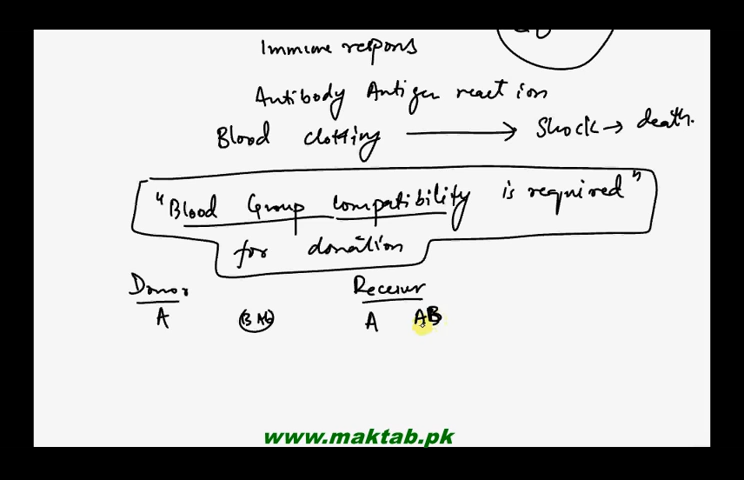 Immune respons
Antibody Antigen reaction
Blood clotting → Shock → death.
"Blood Group compatibility is required"
for donation
Donor Receiver
A B Ab A AB
www.maktab.pk